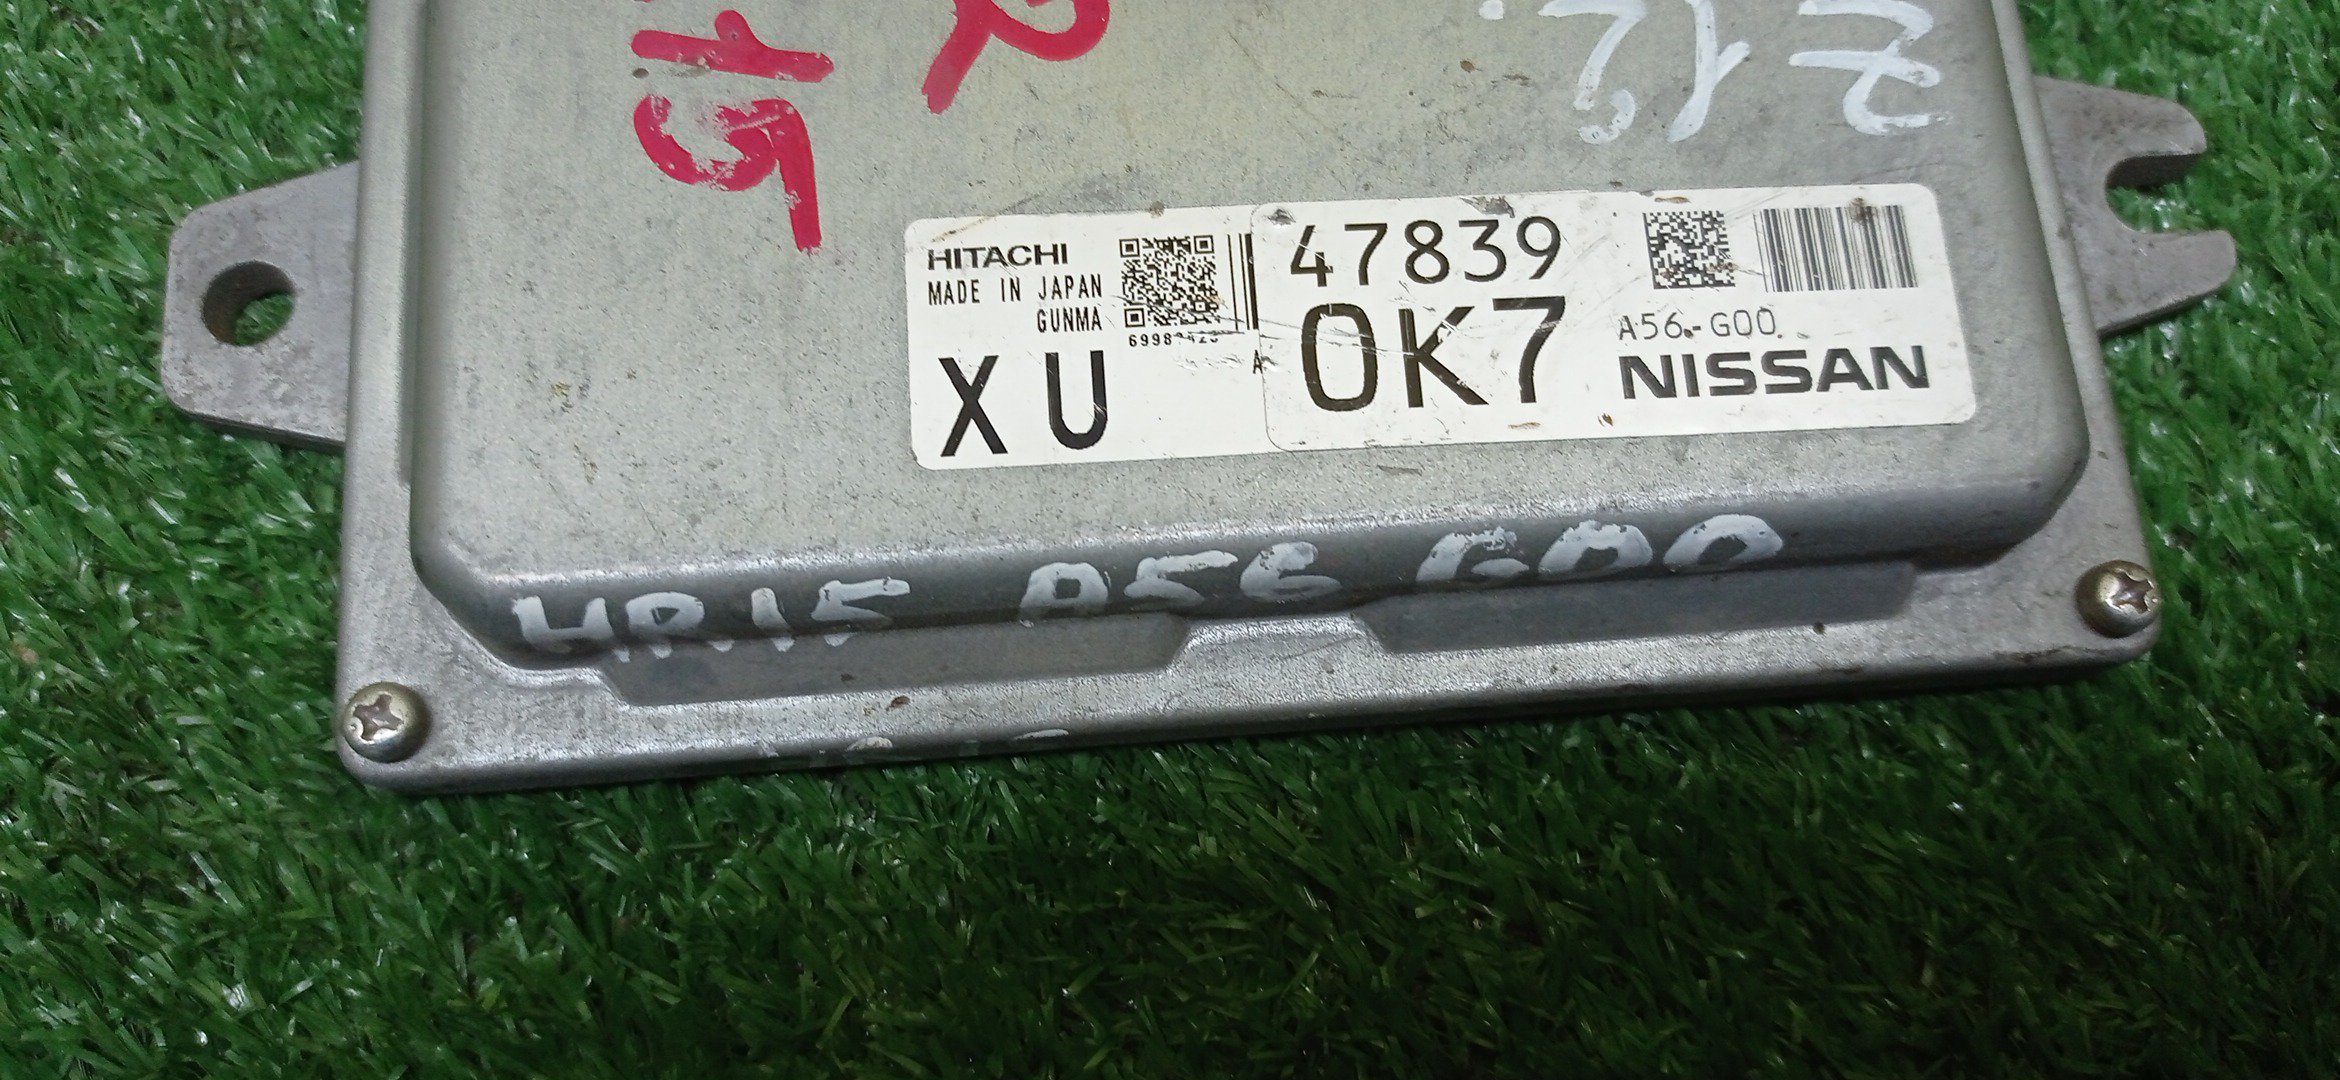 HITACHI
MADE IN JAPAN
GUNMA
XU
47839
0K7
A56-G00
NISSAN
HR15 A56 G00